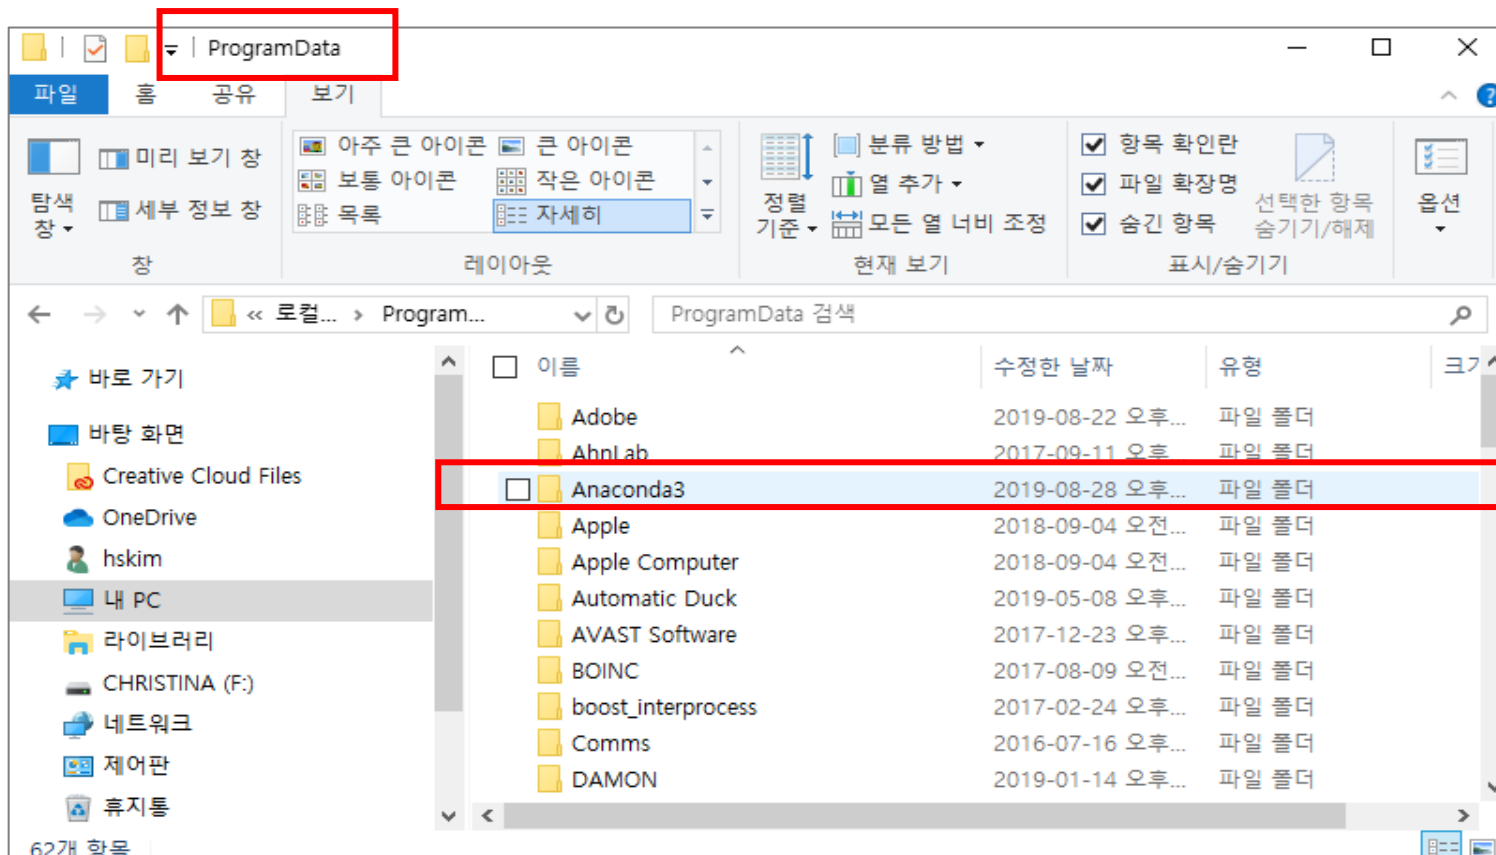 ProgramData
파일 홈 공유 보기
미리 보기 창
세부 정보 창
탐색 창
아주 큰 아이콘 큰 아이콘
보통 아이콘 작은 아이콘
목록 자세히
정렬 기준
분류 방법
열 추가
모든 열 너비 조정
항목 확인란
파일 확장명
숨긴 항목
선택한 항목 숨기기/해제
옵션
창 레이아웃 현재 보기 표시/숨기기
« 로컬... › Program... ProgramData 검색
바로 가기
바탕 화면
Creative Cloud Files
OneDrive
hskim
내 PC
라이브러리
CHRISTINA (F:)
네트워크
제어판
휴지통
이름 수정한 날짜 유형 크기
Adobe 2019-08-22 오후... 파일 폴더
AhnLab 2017-09-11 오후... 파일 폴더
Anaconda3 2019-08-28 오후... 파일 폴더
Apple 2018-09-04 오전... 파일 폴더
Apple Computer 2018-09-04 오전... 파일 폴더
Automatic Duck 2019-05-08 오후... 파일 폴더
AVAST Software 2017-12-23 오후... 파일 폴더
BOINC 2017-08-09 오전... 파일 폴더
boost_interprocess 2017-02-24 오후... 파일 폴더
Comms 2016-07-16 오후... 파일 폴더
DAMON 2019-01-14 오후... 파일 폴더
62개 항목